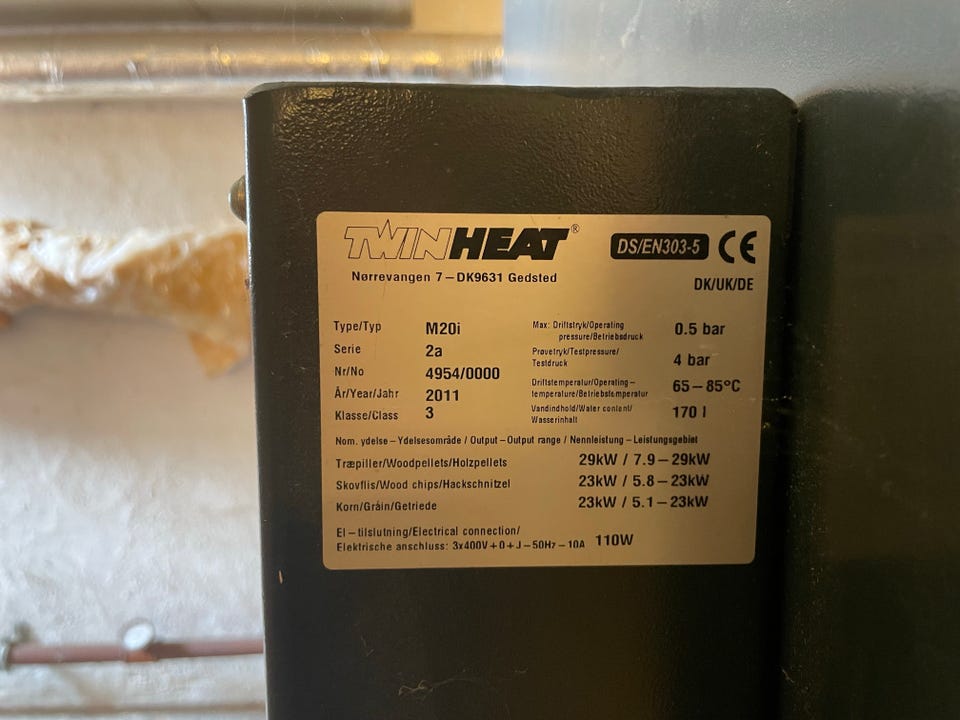 TWINHEAT®
DS/EN303-5 CE
Nørrevangen 7 – DK9631 Gedsted
DK/UK/DE
Type/Typ M20i
Serie 2a
Nr/No 4954/0000
År/Year/Jahr 2011
Klasse/Class 3
Max: Driftstryk/Operating
pressure/Betriebsdruck 0.5 bar
Prøvetryk/Testpressure/
Testdruck 4 bar
Driftstemperatur/Operating –
temperature/Betriebstemperatur 65 – 85°C
Vandindhold/Water contant/
Wasserinhalt 170 l
Nom. ydelse – Ydelsesområde / Output – Output range / Nennleistung – Leistungsgebiet
Træpiller/Woodpellets/Holzpellets 29kW / 7.9 – 29kW
Skovflis/Wood chips/Hackschnitzel 23kW / 5.8 – 23kW
Korn/Gráin/Getriede 23kW / 5.1 – 23kW
El – tilslutning/Electrical connection/
Elektrische anschluss: 3x400V + 0 + J – 50Hz – 10A 110W